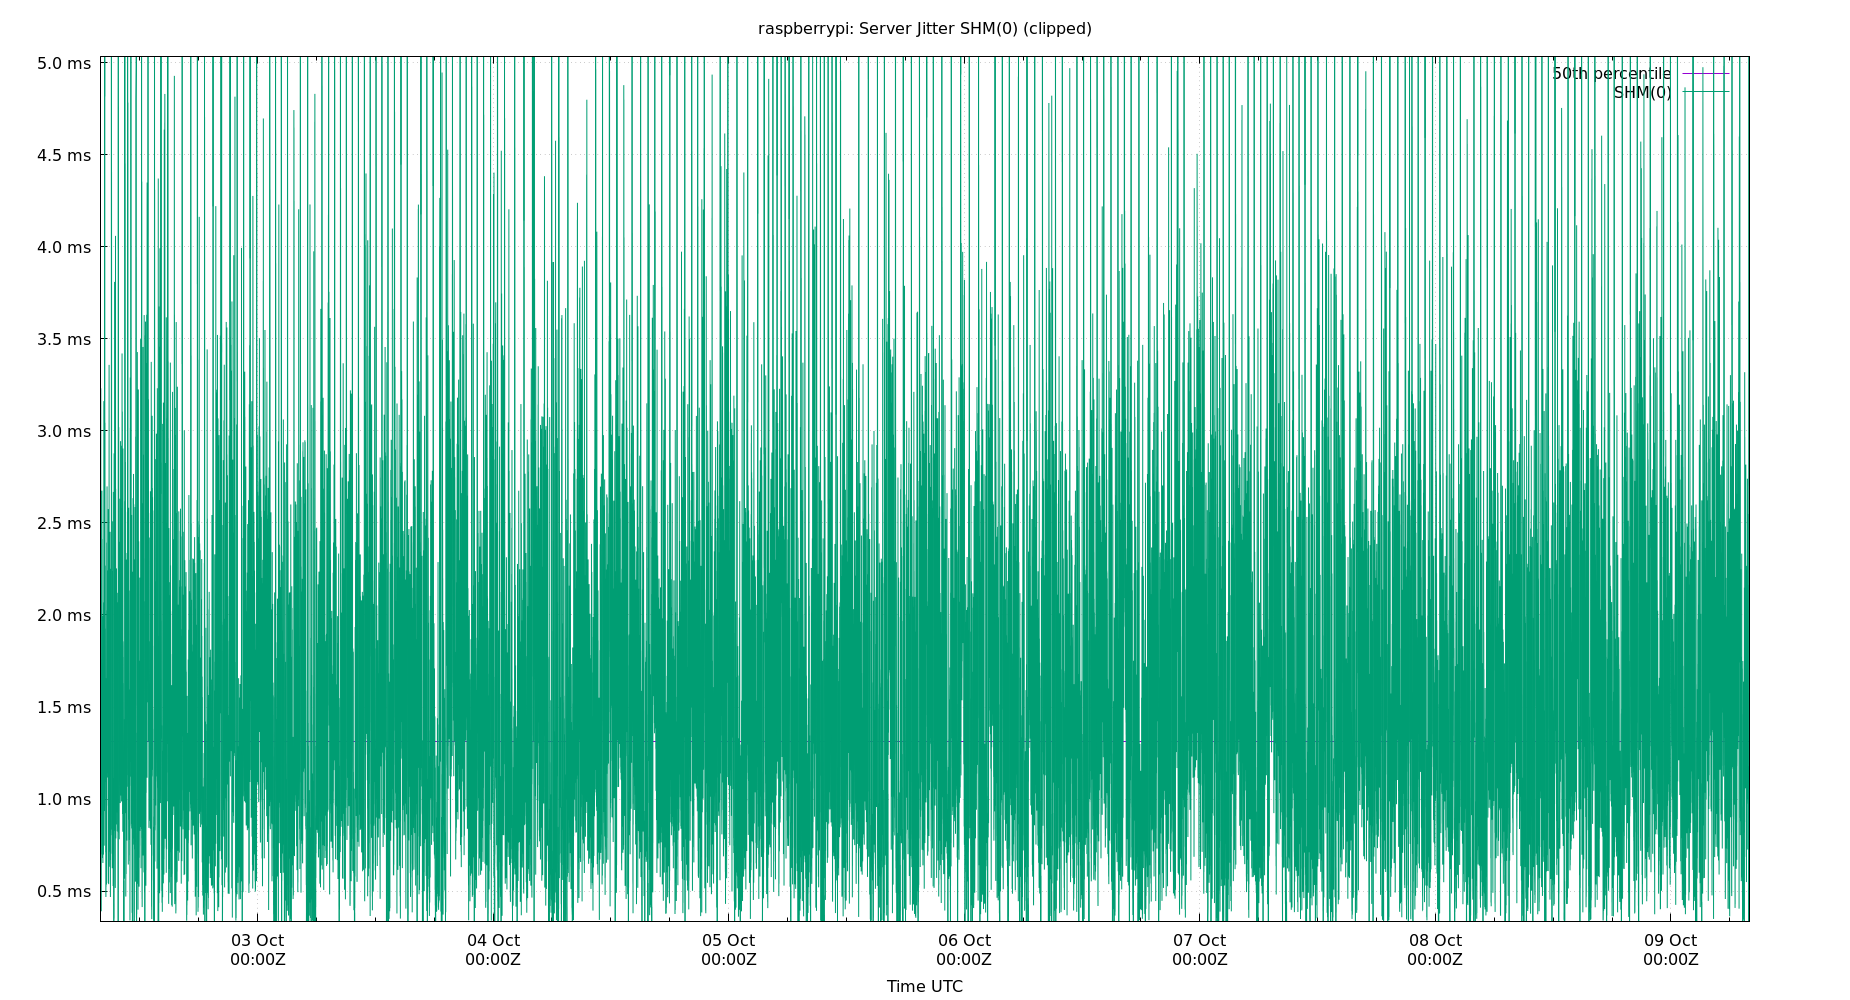 raspberrypi: Server Jitter SHM(0) (clipped)
5.0 ms
50th percentile
SHM(0)
4.5 ms
4.0 ms
3.5 ms
3.0 ms
2.5 ms
2.0 ms
1.5 ms
1.0 ms
0.5 ms
03 Oct 04 Oct 05 Oct 06 Oct 07 Oct 08 Oct 09 Oct
00:00Z 00:00Z 00:00Z 00:00Z 00:00Z 00:00Z 00:00Z
Time UTC